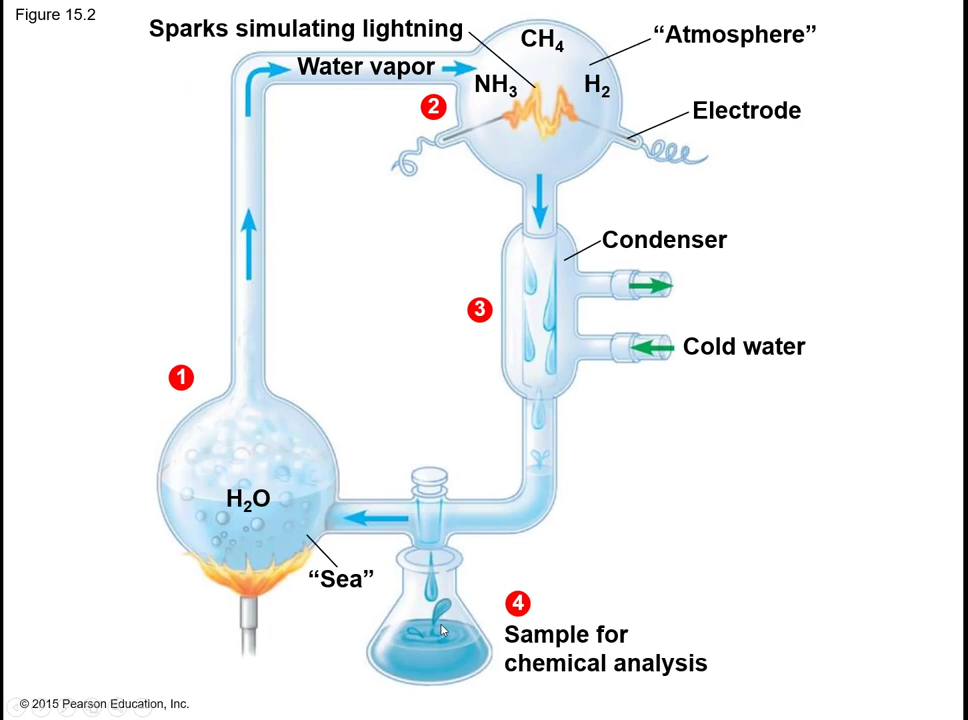 Figure 15.2
Sparks simulating lightning
CH₄
“Atmosphere”
Water vapor
NH₃
H₂
2
Electrode
Condenser
3
Cold water
1
H₂O
“Sea”
4
Sample for
chemical analysis
© 2015 Pearson Education, Inc.